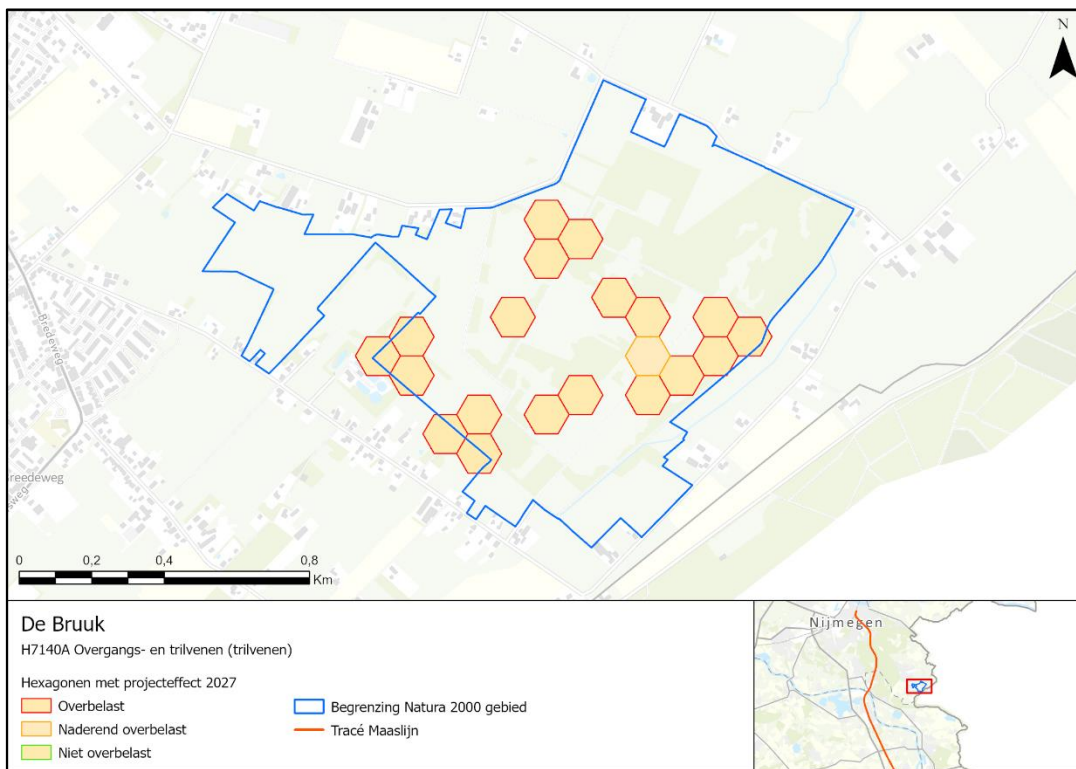 N
Bredeweg
Breedeweg
sweg
0 0,2 0,4 0,8
Km
De Bruuk
H7140A Overgangs- en trilvenen (trilvenen)
Hexagonen met projecteffect 2027
Overbelast
Naderend overbelast
Niet overbelast
Begrenzing Natura 2000 gebied
Tracé Maaslijn
Nijmegen